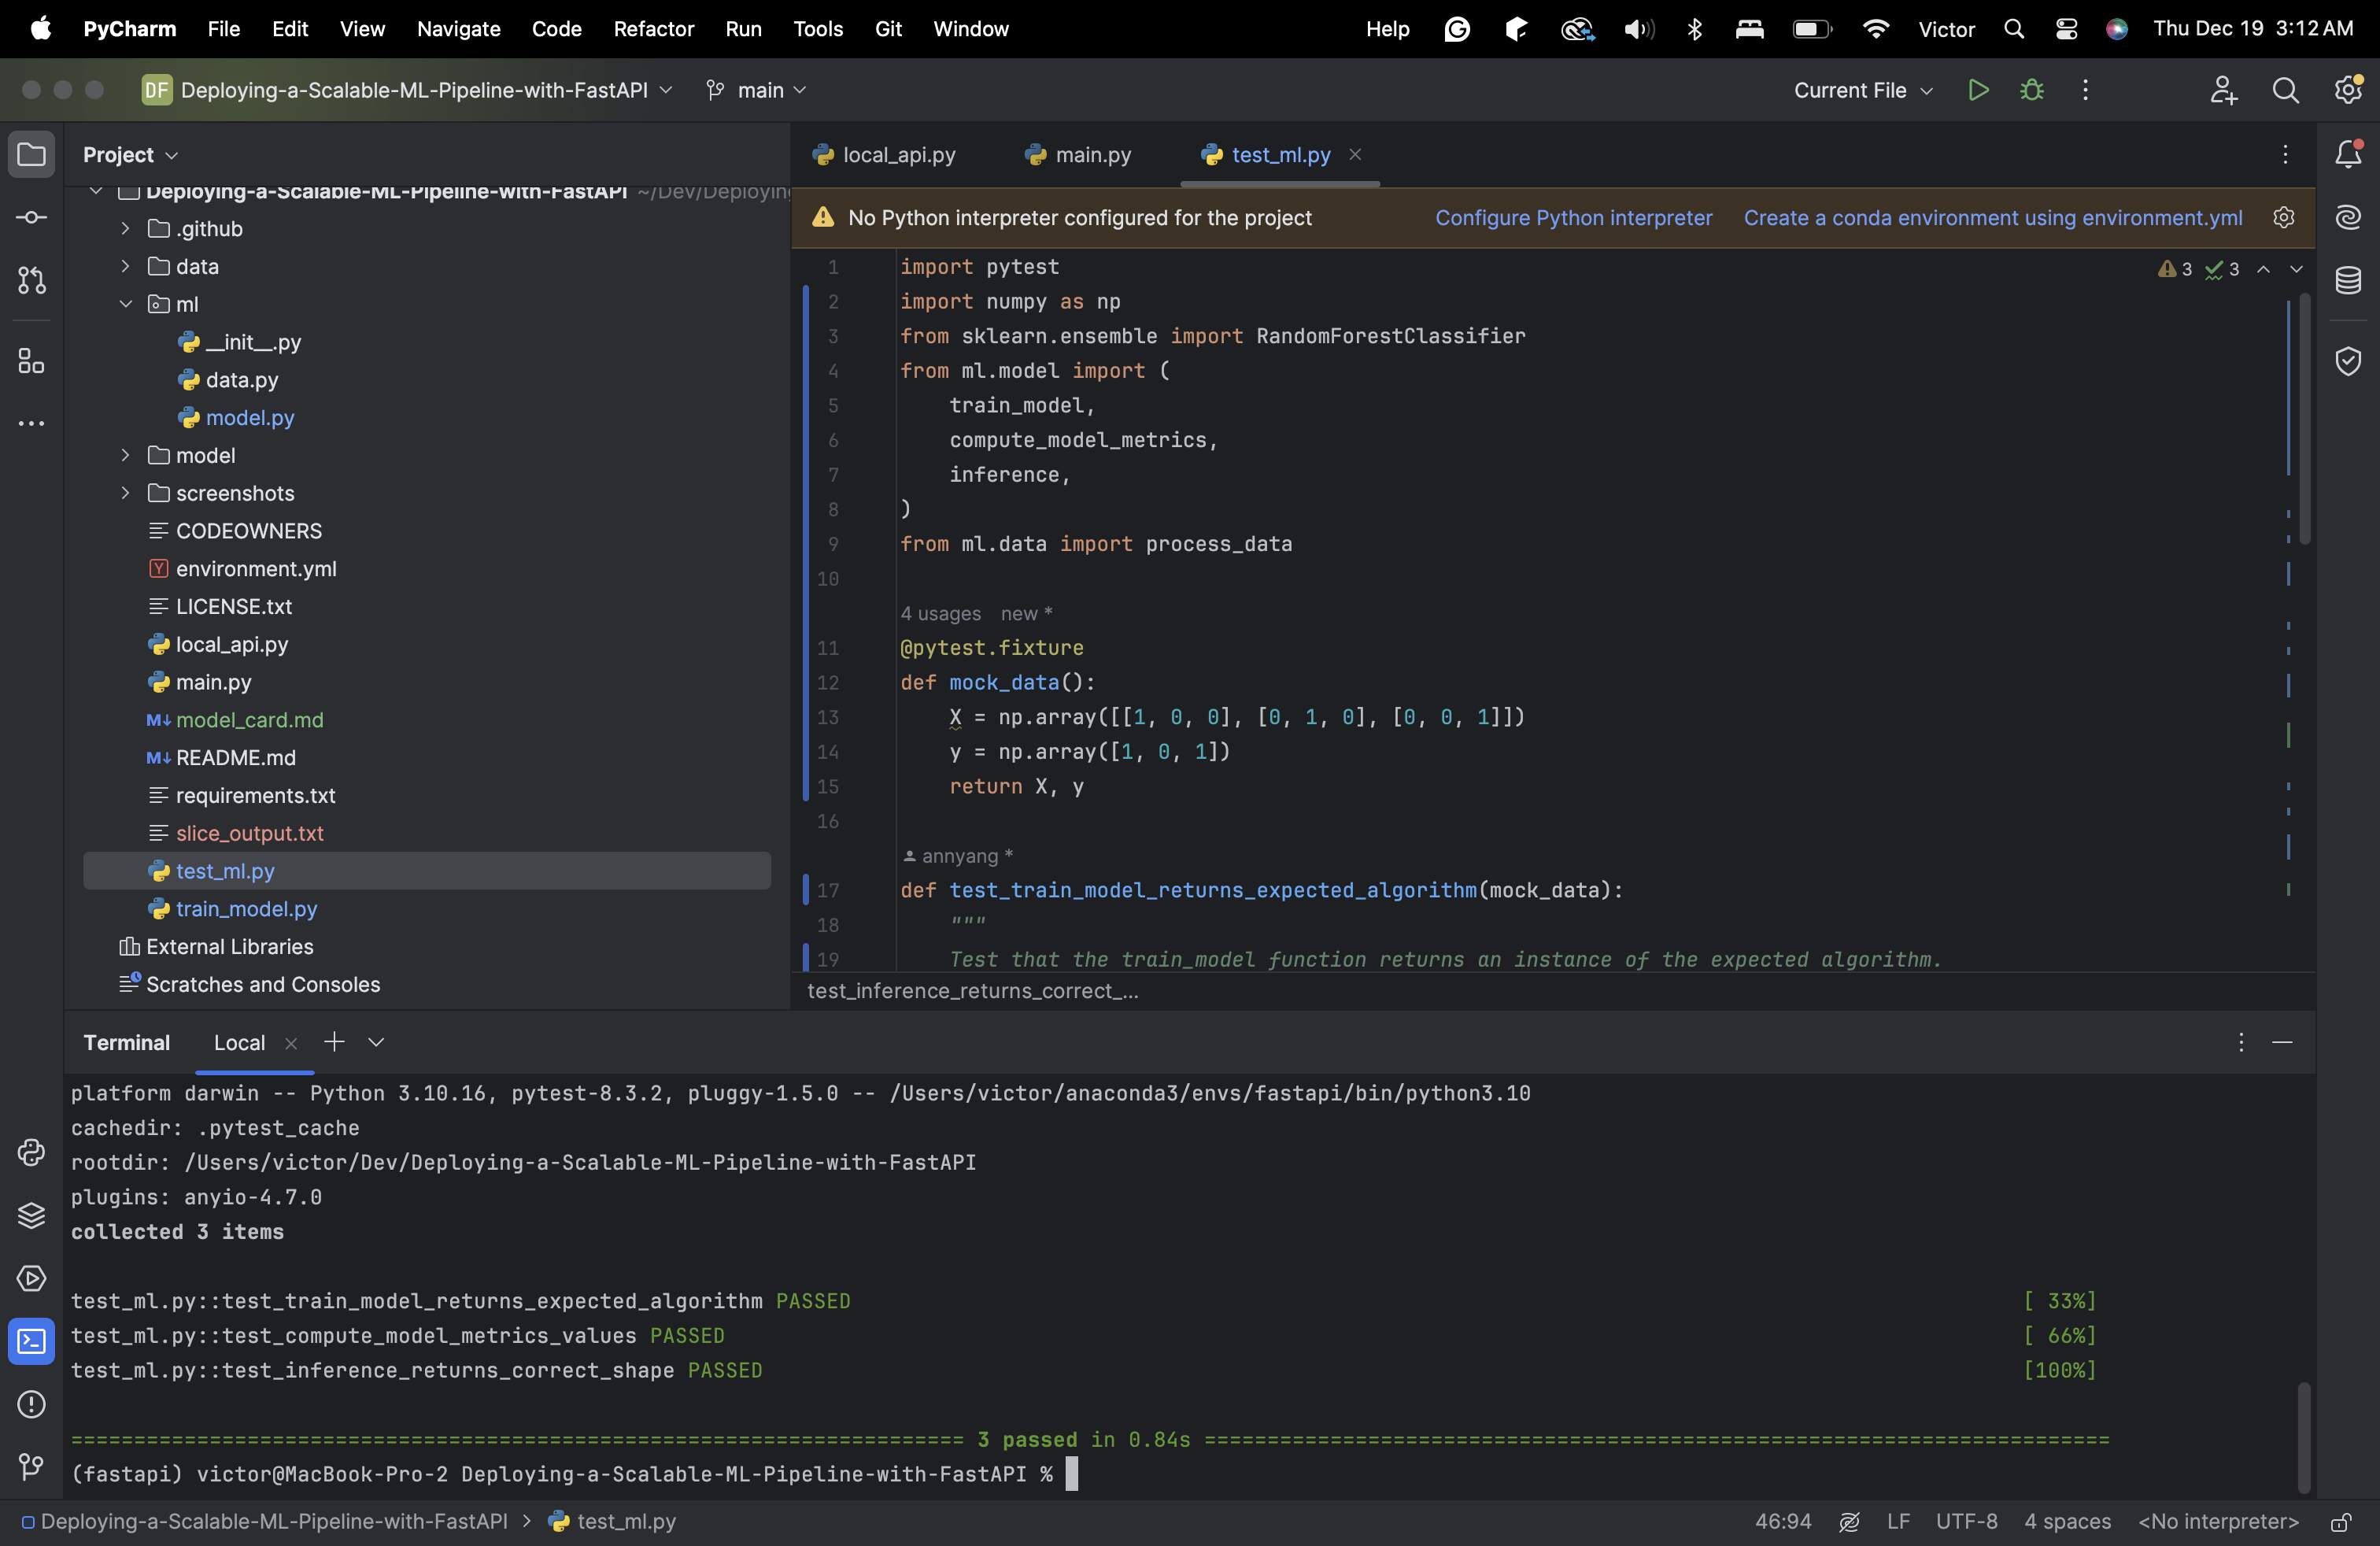 PyCharm File Edit View Navigate Code Refactor Run Tools Git Window Help Victor Thu Dec 19 3:12 AM
DF Deploying-a-Scalable-ML-Pipeline-with-FastAPI main Current File
Project
Deploying-a-Scalable-ML-Pipeline-with-FastAPI ~/Dev/Deploying
.github
data
ml
__init__.py
data.py
model.py
model
screenshots
CODEOWNERS
environment.yml
LICENSE.txt
local_api.py
main.py
model_card.md
README.md
requirements.txt
slice_output.txt
test_ml.py
train_model.py
External Libraries
Scratches and Consoles
local_api.py main.py test_ml.py
No Python interpreter configured for the project Configure Python interpreter Create a conda environment using environment.yml
3 3
1 import pytest
2 import numpy as np
3 from sklearn.ensemble import RandomForestClassifier
4 from ml.model import (
5 train_model,
6 compute_model_metrics,
7 inference,
8 )
9 from ml.data import process_data
10
4 usages new *
11 @pytest.fixture
12 def mock_data():
13 X = np.array([[1, 0, 0], [0, 1, 0], [0, 0, 1]])
14 y = np.array([1, 0, 1])
15 return X, y
16
annyang *
17 def test_train_model_returns_expected_algorithm(mock_data):
18 """
19 Test that the train_model function returns an instance of the expected algorithm.
test_inference_returns_correct_...
Terminal Local
platform darwin -- Python 3.10.16, pytest-8.3.2, pluggy-1.5.0 -- /Users/victor/anaconda3/envs/fastapi/bin/python3.10
cachedir: .pytest_cache
rootdir: /Users/victor/Dev/Deploying-a-Scalable-ML-Pipeline-with-FastAPI
plugins: anyio-4.7.0
collected 3 items
test_ml.py::test_train_model_returns_expected_algorithm PASSED [ 33%]
test_ml.py::test_compute_model_metrics_values PASSED [ 66%]
test_ml.py::test_inference_returns_correct_shape PASSED [100%]
======================================================================= 3 passed in 0.84s ========================================================================
(fastapi) victor@MacBook-Pro-2 Deploying-a-Scalable-ML-Pipeline-with-FastAPI %
Deploying-a-Scalable-ML-Pipeline-with-FastAPI > test_ml.py 46:94 LF UTF-8 4 spaces <No interpreter>